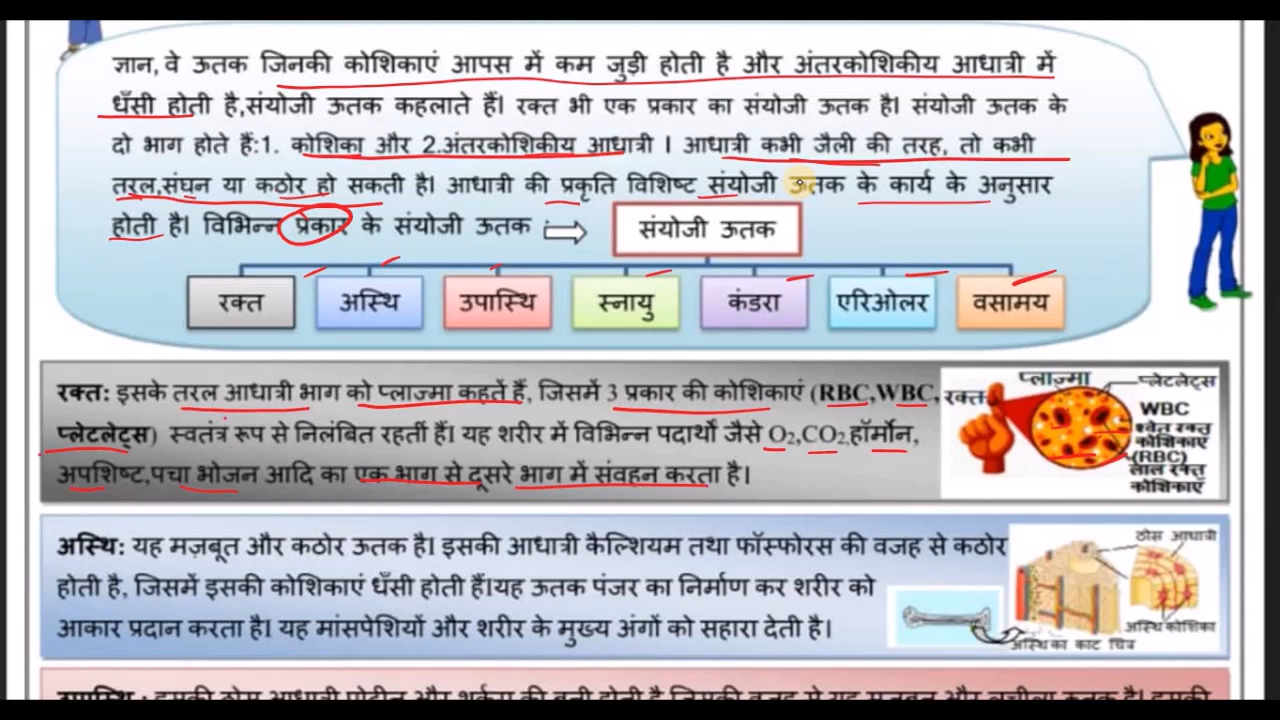 ज्ञान, वे ऊतक जिनकी कोशिकाएं आपस में कम जुड़ी होती है और अंतरकोशिकीय आधात्री में
धँसी होती है,संयोजी ऊतक कहलाते हैं। रक्त भी एक प्रकार का संयोजी ऊतक है। संयोजी ऊतक के
दो भाग होते हैं:1. कोशिका और 2.अंतरकोशिकीय आधात्री । आधात्री कभी जैली की तरह, तो कभी
तरल,संघन या कठोर हो सकती है। आधात्री की प्रकृति विशिष्ट संयोजी ऊतक के कार्य के अनुसार
होती है। विभिन्न प्रकार के संयोजी ऊतक
संयोजी ऊतक
रक्त अस्थि उपास्थि स्नायु कंडरा एरिओलर वसामय
रक्त: इसके तरल आधात्री भाग को प्लाज्मा कहतें हैं, जिसमें 3 प्रकार की कोशिकाएं (RBC,WBC,
प्लेटलेट्स) स्वतंत्र रूप से निलंबित रहतीं हैं। यह शरीर में विभिन्न पदार्थों जैसे O₂,CO₂,हॉर्मोन,
अपशिष्ट,पचा भोजन आदि का एक भाग से दूसरे भाग में संवहन करता है।
प्लाज़्मा
प्लेटलेट्स
रक्त
WBC
श्वेत रक्त
कोशिकाएँ
(RBC)
लाल रक्त
कोशिकाएँ
अस्थि: यह मज़बूत और कठोर ऊतक है। इसकी आधात्री कैल्शियम तथा फॉस्फोरस की वजह से कठोर
होती है, जिसमें इसकी कोशिकाएं धँसी होती हैं।यह ऊतक पंजर का निर्माण कर शरीर को
आकार प्रदान करता है। यह मांसपेशियों और शरीर के मुख्य अंगों को सहारा देती है।
ठोस आधात्री
अस्थि कोशिका
अस्थि का काट चित्र